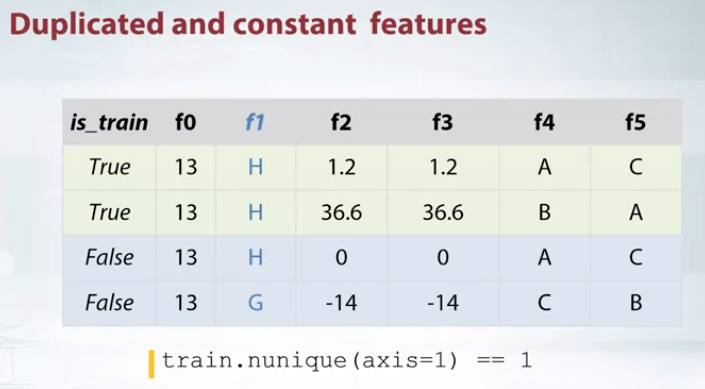 Duplicated and constant features
is_train f0 f1 f2 f3 f4 f5
True 13 H 1.2 1.2 A C
True 13 H 36.6 36.6 B A
False 13 H 0 0 A C
False 13 G -14 -14 C B
train.nunique(axis=1) == 1